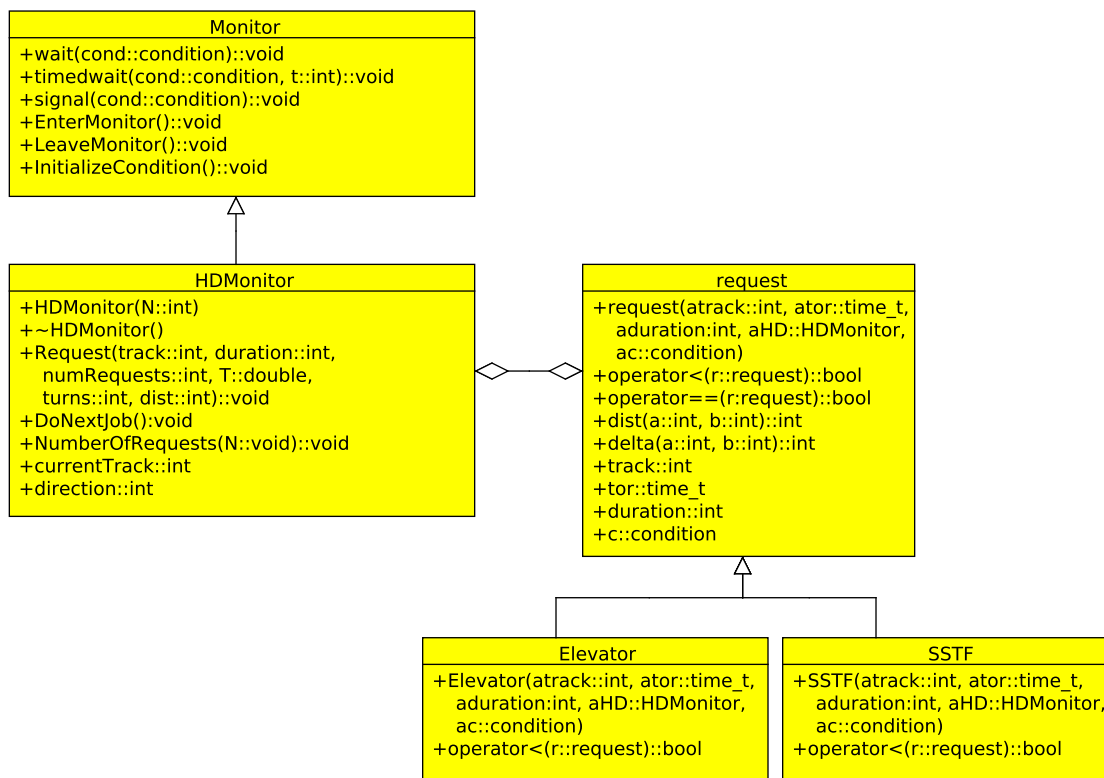 Monitor
+wait(cond::condition)::void
+timedwait(cond::condition, t::int)::void
+signal(cond::condition)::void
+EnterMonitor()::void
+LeaveMonitor()::void
+InitializeCondition()::void
HDMonitor
+HDMonitor(N::int)
+~HDMonitor()
+Request(track::int, duration::int,
numRequests::int, T::double,
turns::int, dist::int)::void
+DoNextJob():void
+NumberOfRequests(N::void)::void
+currentTrack::int
+direction::int
request
+request(atrack::int, ator::time_t,
aduration:int, aHD::HDMonitor,
ac::condition)
+operator<(r::request)::bool
+operator==(r:request)::bool
+dist(a::int, b::int)::int
+delta(a::int, b::int)::int
+track::int
+tor::time_t
+duration::int
+c::condition
Elevator
+Elevator(atrack::int, ator::time_t,
aduration:int, aHD::HDMonitor,
ac::condition)
+operator<(r::request)::bool
SSTF
+SSTF(atrack::int, ator::time_t,
aduration:int, aHD::HDMonitor,
ac::condition)
+operator<(r::request)::bool